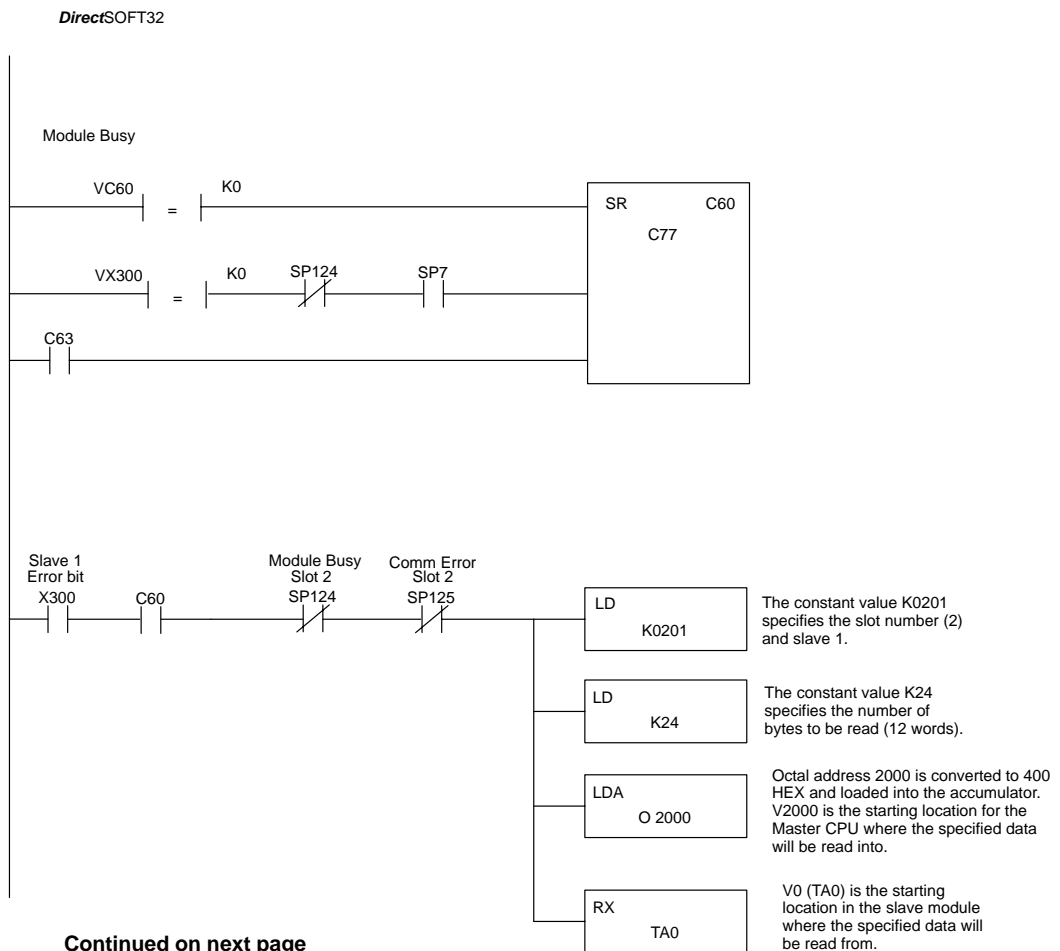 DirectSOFT32
Module Busy
VC60 K0
=
SR C60
C77
VX300 K0 SP124 SP7
=
C63
Slave 1
Error bit
X300
C60
Module Busy
Slot 2
SP124
Comm Error
Slot 2
SP125
LD
K0201
The constant value K0201
specifies the slot number (2)
and slave 1.
LD
K24
The constant value K24
specifies the number of
bytes to be read (12 words).
LDA
O 2000
Octal address 2000 is converted to 400
HEX and loaded into the accumulator.
V2000 is the starting location for the
Master CPU where the specified data
will be read into.
RX
TA0
V0 (TA0) is the starting
location in the slave module
where the specified data will
be read from.
Continued on next page